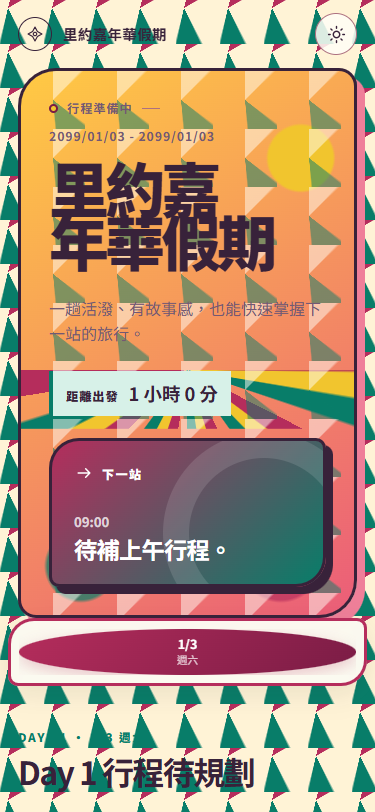 里約嘉年華假期
行程準備中
2099/01/03 - 2099/01/03
里約嘉
年華假期
一趟活潑、有故事感，也能快速掌握下
一站的旅行。
距離出發 1 小時 0 分
→ 下一站
09:00
待補上午行程。
1/3
週六
DAY
Day 1 行程待規劃